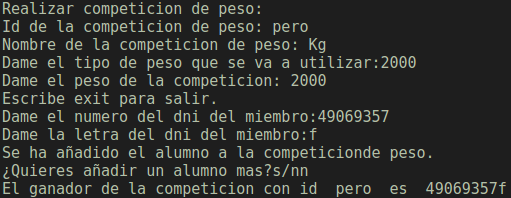 Realizar competicion de peso:
Id de la competicion de peso: pero
Nombre de la competicion de peso: Kg
Dame el tipo de peso que se va a utilizar:2000
Dame el peso de la competicion: 2000
Escribe exit para salir.
Dame el numero del dni del miembro:49069357
Dame la letra del dni del miembro:f
Se ha añadido el alumno a la competicionde peso.
¿Quieres añadir un alumno mas?s/nn
El ganador de la competicion con id  pero  es  49069357f